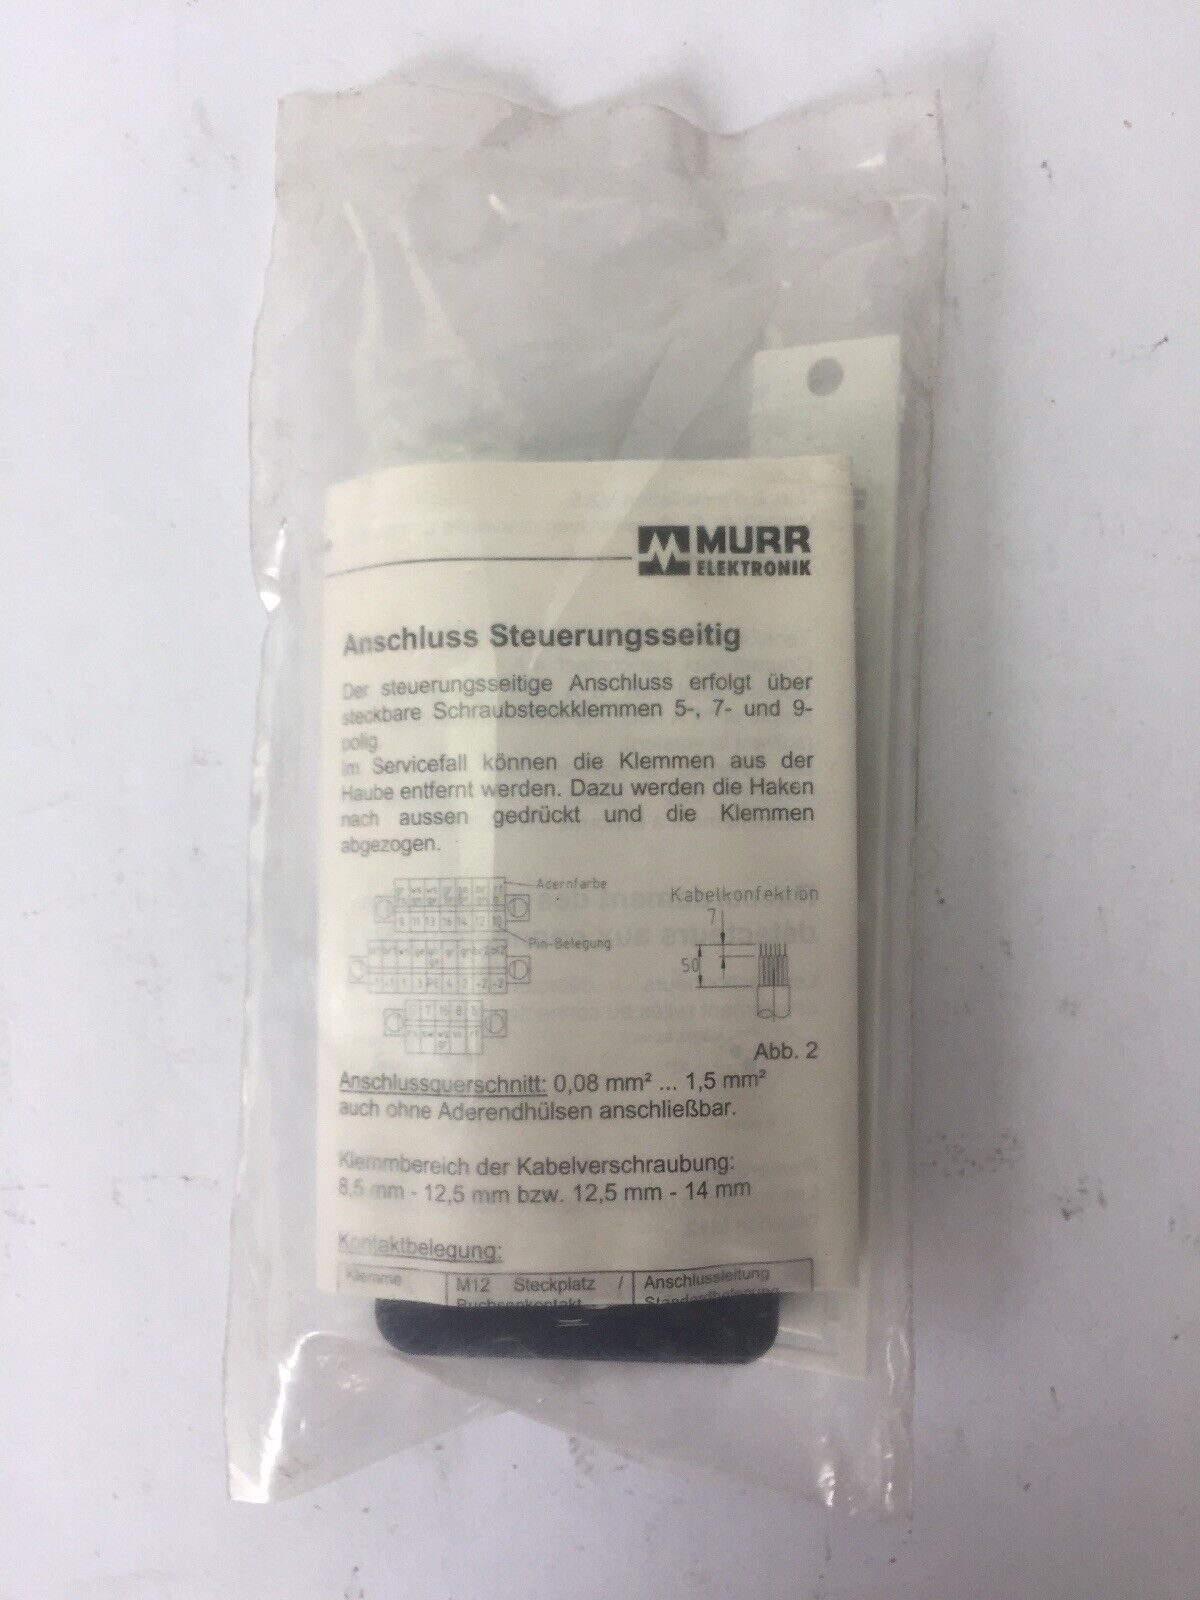 MURR
ELEKTRONIK
Anschluss Steuerungsseitig
Der steuerungsseitige Anschluss erfolgt über
steckbare Schraubsteckklemmen 5-, 7- und 9-
polig
Im Servicefall können die Klemmen aus der
Haube entfernt werden. Dazu werden die Haken
nach aussen gedrückt und die Klemmen
abgezogen.
Adernfarbe
Pin-Belegung
Kabelkonfektion
7
50
Abb. 2
Anschlussquerschnitt: 0,08 mm² ... 1,5 mm²
auch ohne Aderendhülsen anschließbar.
Klemmbereich der Kabelverschraubung:
8,5 mm - 12,5 mm bzw. 12,5 mm - 14 mm
Kontaktbelegung:
Klemme M12 Steckplatz / Anschlussleitung
Buchsenkontakt Standardbelegung